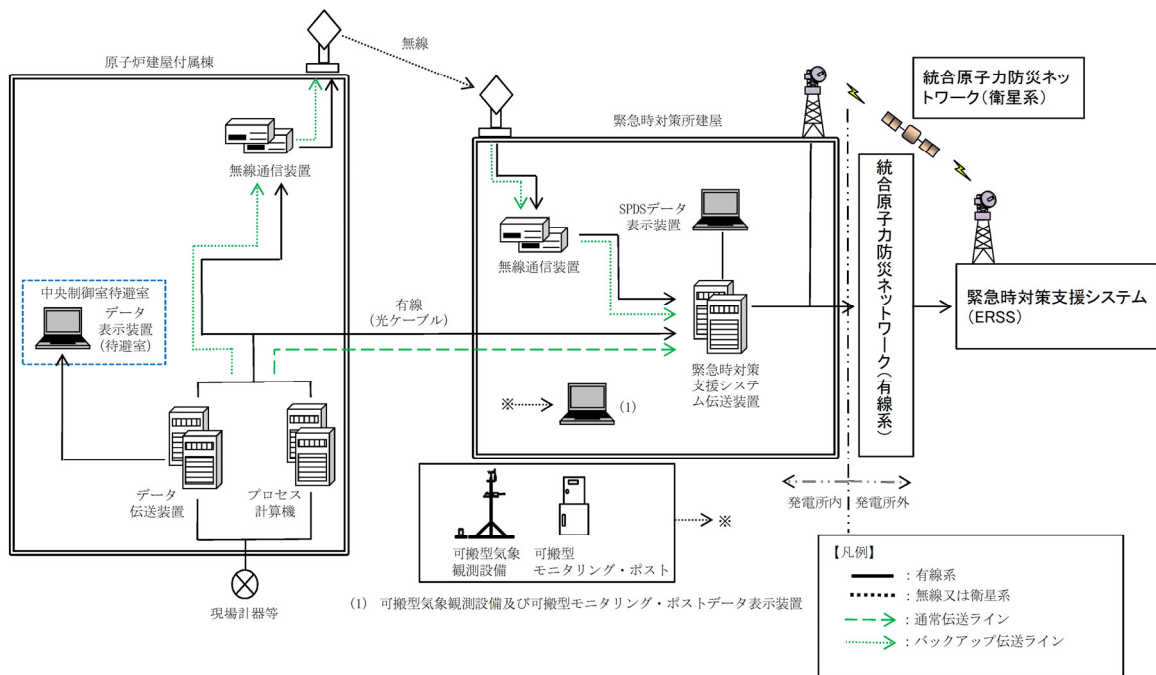 原子炉建屋付属棟
無線
無線通信装置
中央制御室待避室
データ
表示装置
(待避室)
データ
伝送装置
プロセス
計算機
現場計器等
有線
(光ケーブル)
緊急時対策所建屋
無線通信装置
SPDSデータ
表示装置
緊急時対策
支援システ
ム伝送装置
※
(1)
可搬型気象
観測設備
可搬型
モニタリング・ポスト
※
(1) 可搬型気象観測設備及び可搬型モニタリング・ポストデータ表示装置
統合原子力防災ネッ
トワーク(衛星系)
統合原子力防災ネットワーク(有線系)
緊急時対策支援システム
(ERSS)
発電所内
発電所外
【凡例】
:有線系
:無線又は衛星系
:通常伝送ライン
:バックアップ伝送ライン